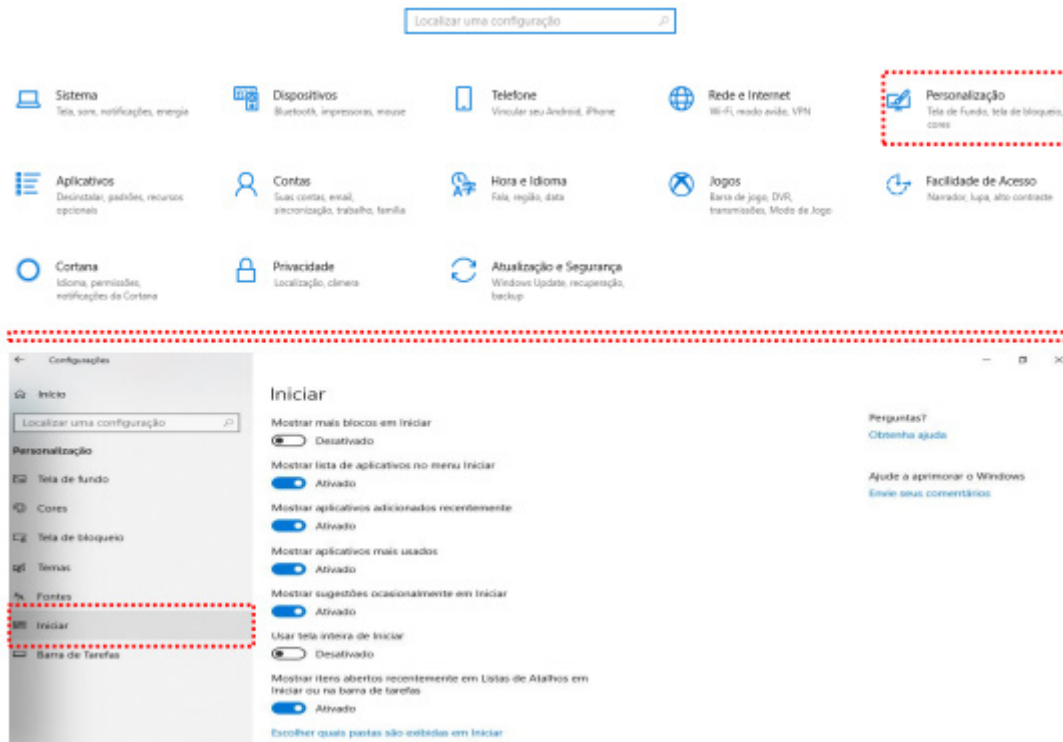 Localizar uma configuração
Sistema
Tela, som, notificações, energia
Dispositivos
Bluetooth, impressoras, mouse
Telefone
Vincular seu Android, iPhone
Rede e Internet
Wi-Fi, modo avião, VPN
Personalização
Tela de Fundo, tela de bloqueio,
cores
Aplicativos
Desinstalar, padrões, recursos
opcionais
Contas
Suas contas, email,
sincronização, trabalho, família
Hora e Idioma
Fala, região, data
Jogos
Barra de jogo, DVR,
transmissões, Modo de Jogo
Facilidade de Acesso
Narrador, lupa, alto contraste
Cortana
Idioma, permissões,
notificações da Cortana
Privacidade
Localização, câmera
Atualização e Segurança
Windows Update, recuperação,
backup
Configurações
Início
Localizar uma configuração
Personalização
Tela de fundo
Cores
Tela de bloqueio
Temas
Fontes
Iniciar
Barra de Tarefas
Iniciar
Mostrar mais blocos em Iniciar
Desativado
Mostrar lista de aplicativos no menu Iniciar
Ativado
Mostrar aplicativos adicionados recentemente
Ativado
Mostrar aplicativos mais usados
Ativado
Mostrar sugestões ocasionalmente em Iniciar
Ativado
Usar tela inteira de Iniciar
Desativado
Mostrar itens abertos recentemente em Listas de Atalhos em
Iniciar ou na barra de tarefas
Ativado
Escolher quais pastas são exibidas em Iniciar
Perguntas?
Obtenha ajuda
Ajude a aprimorar o Windows
Envie seus comentários